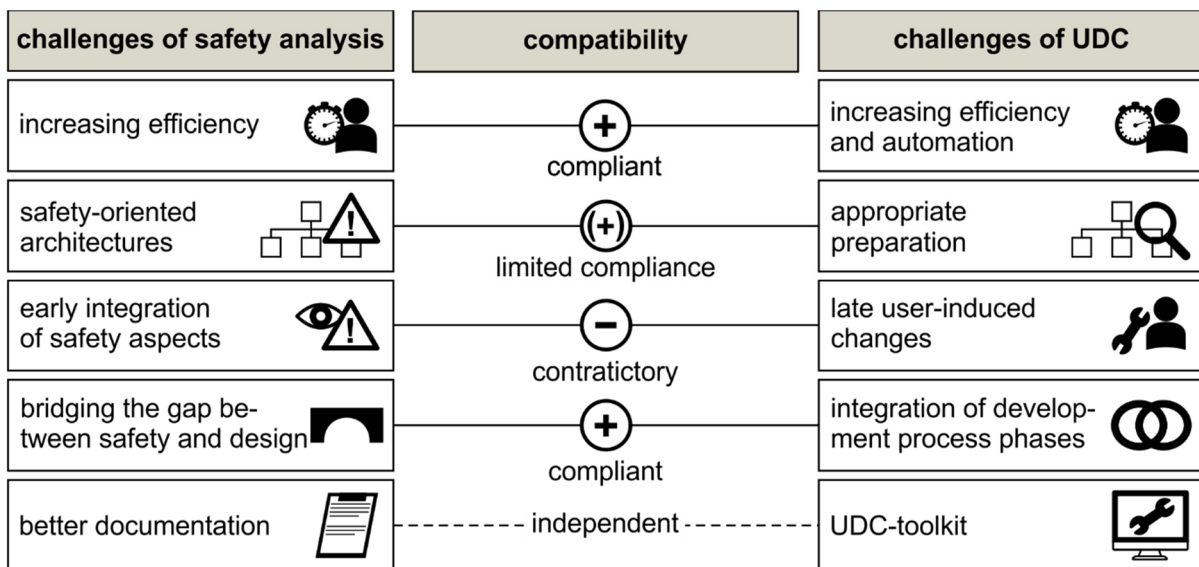 challenges of safety analysis
compatibility
challenges of UDC
increasing efficiency
+
compliant
increasing efficiency
and automation
safety-oriented
architectures
!
(+)
limited compliance
appropriate
preparation
early integration
of safety aspects
!
−
contratictory
late user-induced
changes
bridging the gap be-
tween safety and design
+
compliant
integration of develop-
ment process phases
better documentation
independent
UDC-toolkit